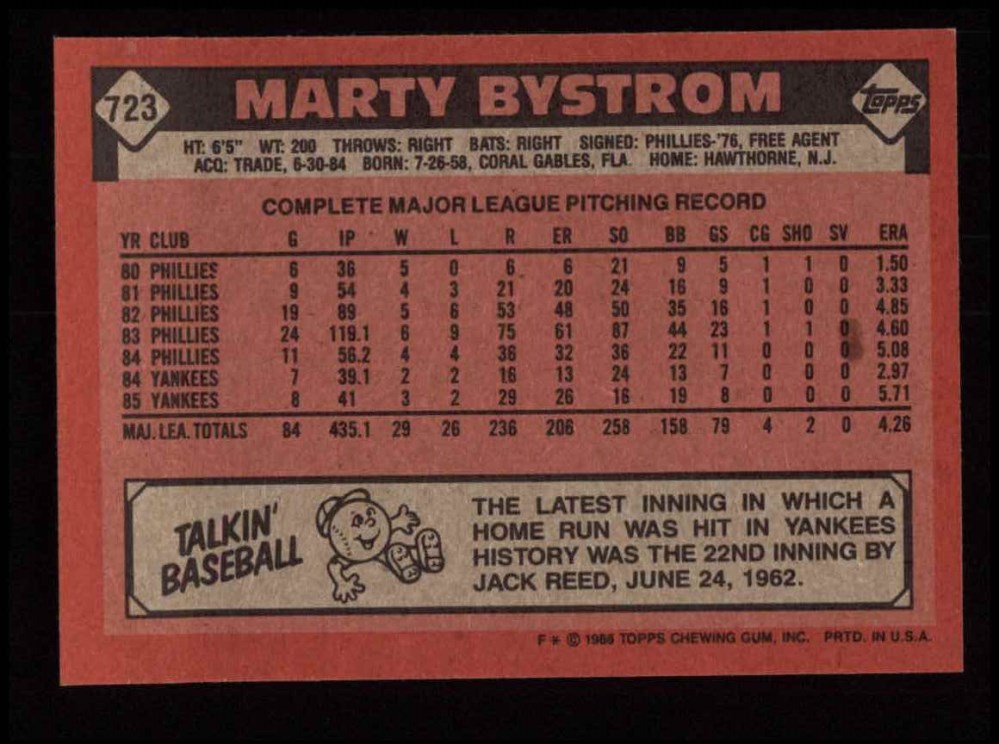 723
MARTY BYSTROM
Topps
HT: 6'5" WT: 200 THROWS: RIGHT BATS: RIGHT SIGNED: PHILLIES-'76, FREE AGENT
ACQ: TRADE, 6-30-84 BORN: 7-26-58, CORAL GABLES, FLA. HOME: HAWTHORNE, N.J.
COMPLETE MAJOR LEAGUE PITCHING RECORD
YR CLUB G IP W L R ER SO BB GS CG SHO SV ERA
80 PHILLIES 6 36 5 0 6 6 21 9 5 1 1 0 1.50
81 PHILLIES 9 54 4 3 21 20 24 16 9 1 0 0 3.33
82 PHILLIES 19 89 5 6 53 48 50 35 16 1 0 0 4.85
83 PHILLIES 24 119.1 6 9 75 61 87 44 23 1 1 0 4.60
84 PHILLIES 11 56.2 4 4 36 32 36 22 11 0 0 0 5.08
84 YANKEES 7 39.1 2 2 16 13 24 13 7 0 0 0 2.97
85 YANKEES 8 41 3 2 29 26 16 19 8 0 0 0 5.71
MAJ. LEA. TOTALS 84 435.1 29 26 236 206 258 158 79 4 2 0 4.26
TALKIN'
BASEBALL
THE LATEST INNING IN WHICH A
HOME RUN WAS HIT IN YANKEES
HISTORY WAS THE 22ND INNING BY
JACK REED, JUNE 24, 1962.
F * © 1986 TOPPS CHEWING GUM, INC. PRTD. IN U.S.A.